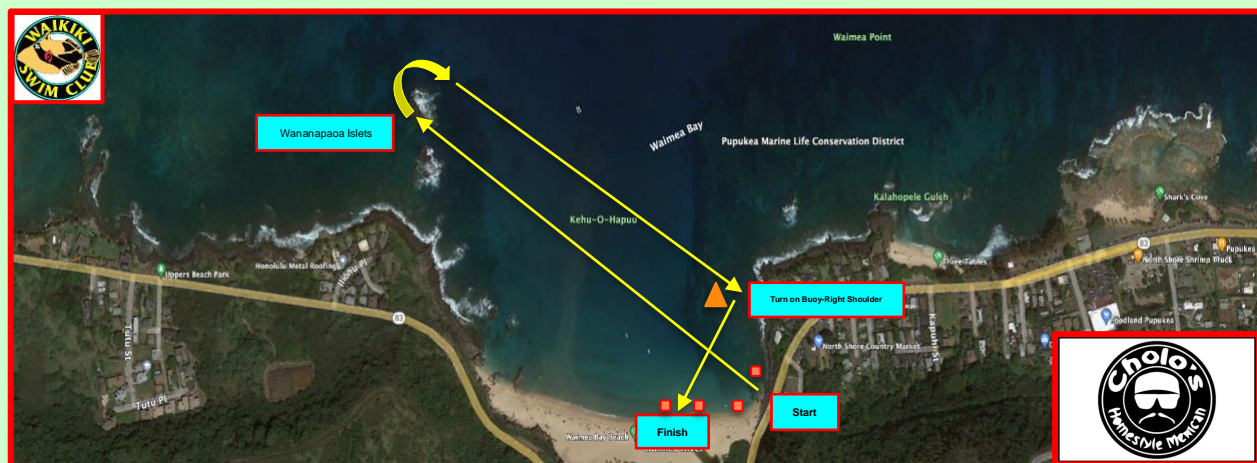 WAIKIKI
SWIM CLUB
Waimea Point
Wananapaoa Islets
Waimea Bay
Pupukea Marine Life Conservation District
Kalahopele Gulch
Shark's Cove
Kehu-O-Hapuu
83
Pupukea
Honolulu Metal Roofing
Iliohu Pl
Three Tables
North Shore Shrimp Truck
Uppers Beach Park
Turn on Buoy-Right Shoulder
83
Tutu St
Kapuhi St
Foodland Pupukea
North Shore Country Market
Tutu Pl
Start
Finish
Waimea Bay Beach
Cholo's
Homestyle Mexican